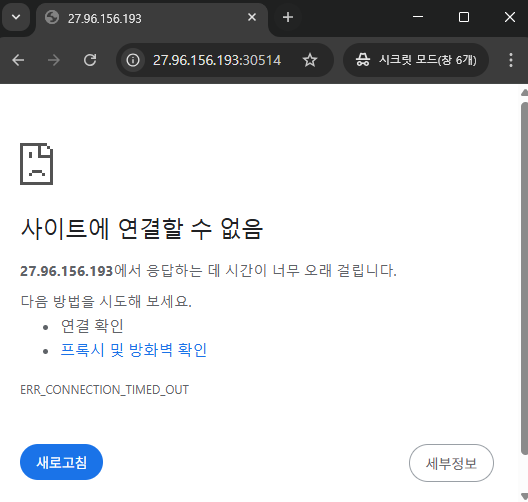 27.96.156.193
27.96.156.193:30514
시크릿 모드(창 6개)
사이트에 연결할 수 없음
27.96.156.193에서 응답하는 데 시간이 너무 오래 걸립니다.
다음 방법을 시도해 보세요.
• 연결 확인
• 프록시 및 방화벽 확인
ERR_CONNECTION_TIMED_OUT
새로고침
세부정보